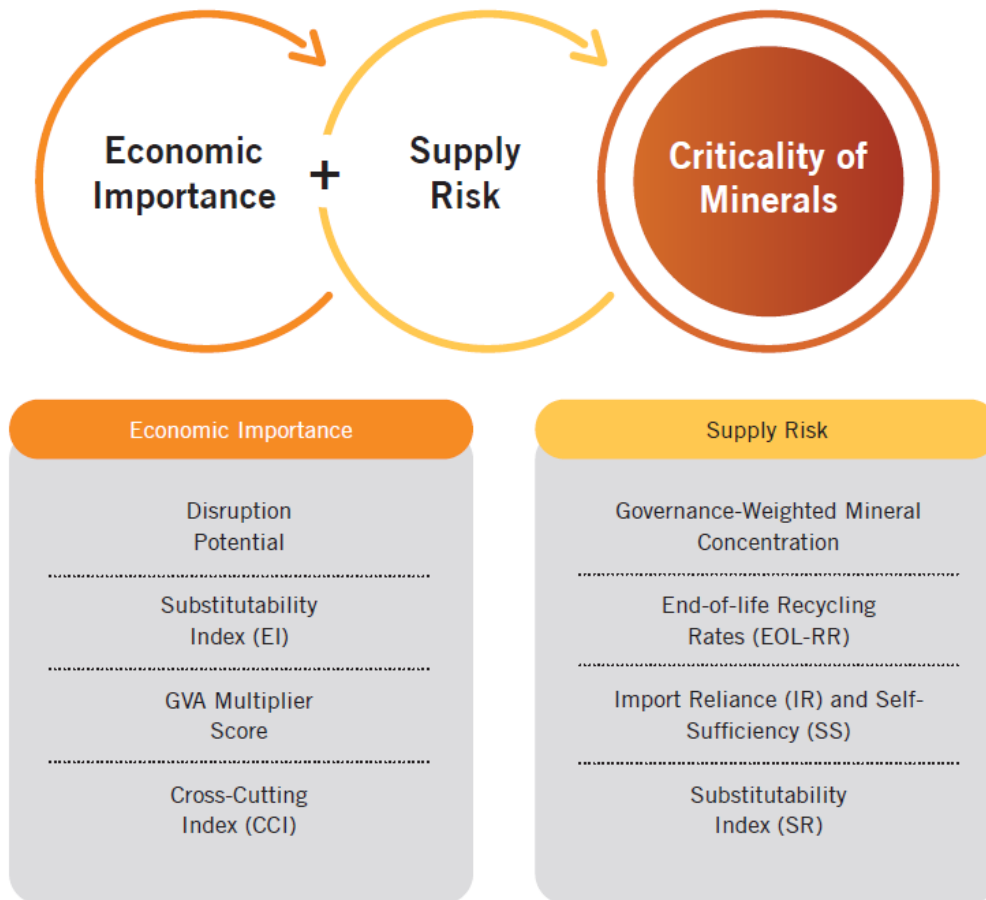 Economic
Importance
+
Supply
Risk
Criticality of
Minerals
Economic Importance
Disruption
Potential
Substitutability
Index (EI)
GVA Multiplier
Score
Cross-Cutting
Index (CCI)
Supply Risk
Governance-Weighted Mineral
Concentration
End-of-life Recycling
Rates (EOL-RR)
Import Reliance (IR) and Self-
Sufficiency (SS)
Substitutability
Index (SR)